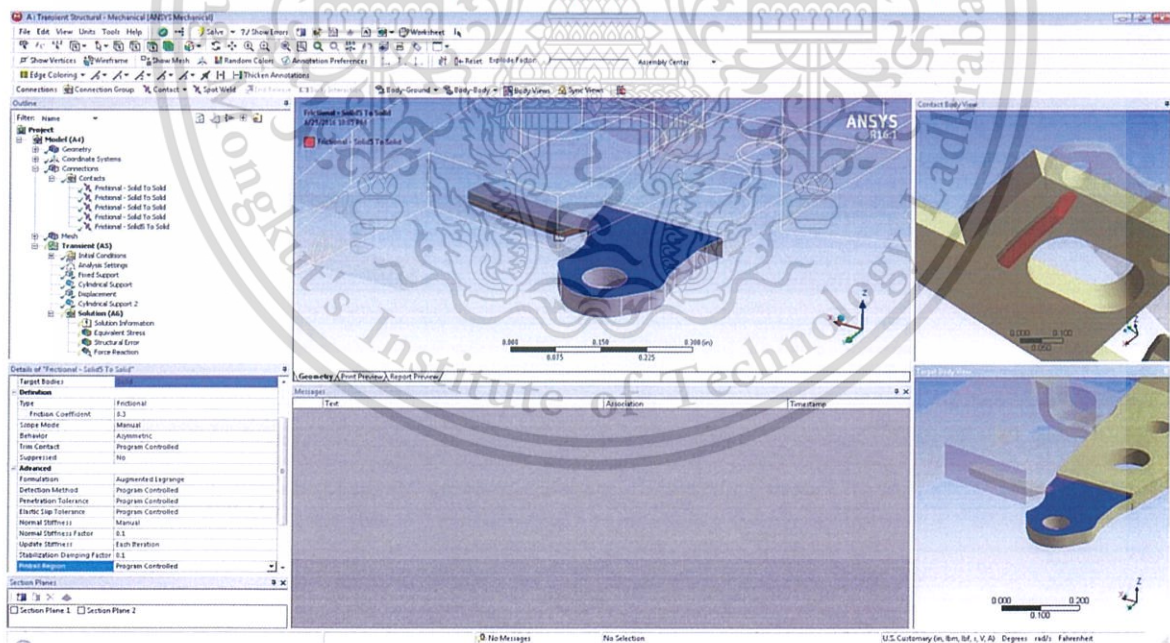 A : Transient Structural - Mechanical [ANSYS Mechanical]
File Edit View Units Tools Help Solve ?/ Show Errors Worksheet
Show Vertices Wireframe Show Mesh Random Colors Annotation Preferences Reset Explode Factor: Assembly Center
Edge Coloring Thicken Annotations
Connections Connection Group Contact Spot Weld Body-Ground Body-Body Body Views Sync Views
Outline
Filter: Name
Project
Model (A4)
Geometry
Coordinate Systems
Connections
Contacts
Frictional - Solid To Solid
Frictional - Solid To Solid
Frictional - Solid To Solid
Frictional - Solid To Solid
Frictional - Solid5 To Solid
Mesh
Transient (A5)
Initial Conditions
Analysis Settings
Fixed Support
Cylindrical Support
Displacement
Cylindrical Support 2
Solution (A6)
Solution Information
Equivalent Stress
Structural Error
Force Reaction
Details of "Frictional - Solid5 To Solid"
Target Bodies Solid
Definition
Type Frictional
Friction Coefficient
Scope Mode Manual
Behavior Asymmetric
Trim Contact Program Controlled
Suppressed No
Advanced
Formulation Augmented Lagrange
Detection Method Program Controlled
Penetration Tolerance Program Controlled
Elastic Slip Tolerance Program Controlled
Normal Stiffness Manual
Normal Stiffness Factor 0.1
Update Stiffness Each Iteration
Stabilization Damping Factor 0.1
Pinball Region Program Controlled
Section Planes
Section Plane 1 Section Plane 2
Frictional - Solid5 To Solid
Frictional - Solid5 To Solid
ANSYS
R16.1
0.000 0.150 0.300 (in)
0.075 0.225
X Z
Geometry Print Preview Report Preview
Messages
Text Association Timestamp
Contact Body View
0.000 0.100
0.050
Target Body View
0.000 0.200
0.100
Z
No Messages No Selection U.S. Customary (in, lbm, lbf, s, V, A) Degrees rad/s Fahrenheit
Mongkut's Institute of Technology Ladkraba